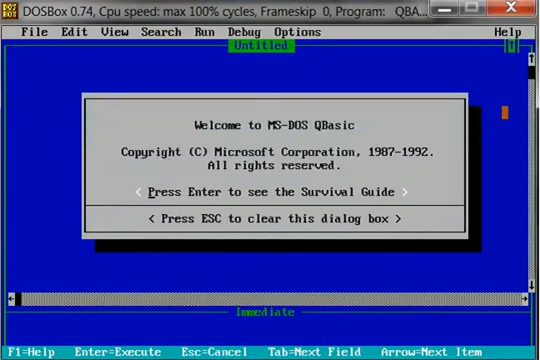 DOSBox 0.74, Cpu speed: max 100% cycles, Frameskip 0, Program: QBA...
File Edit View Search Run Debug Options Help
Untitled
Welcome to MS-DOS QBasic
Copyright (C) Microsoft Corporation, 1987-1992.
All rights reserved.
< Press Enter to see the Survival Guide >
< Press ESC to clear this dialog box >
Immediate
F1=Help Enter=Execute Esc=Cancel Tab=Next Field Arrow=Next Item